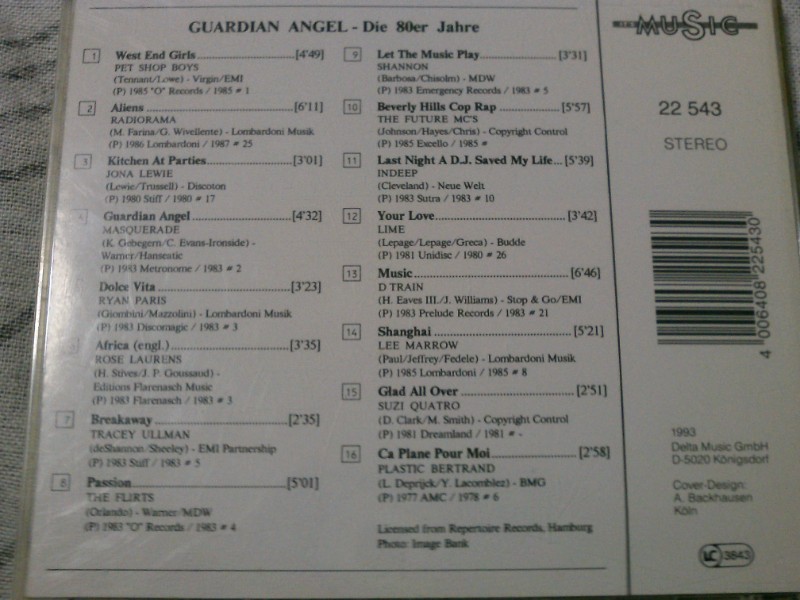 GUARDIAN ANGEL - Die 80er Jahre
1 West End Girls [4'49]
PET SHOP BOYS
(Tennant/Lowe) - Virgin/EMI
(P) 1985 "O" Records / 1985 # 1
2 Aliens [6'11]
RADIORAMA
(M. Farina/G. Wivellente) - Lombardoni Musik
(P) 1986 Lombardoni / 1987 # 25
3 Kitchen At Parties [3'01]
JONA LEWIE
(Lewie/Trussell) - Discoton
(P) 1980 Stiff / 1980 # 17
4 Guardian Angel [4'32]
MASQUERADE
(K. Gebegern/C. Evans-Ironside) -
Warner/Hanseatic
(P) 1983 Metronome / 1983 # 2
Dolce Vita [3'23]
RYAN PARIS
(Giombini/Mazzolini) - Lombardoni Musik
(P) 1983 Discomagic / 1983 # 3
Africa (engl.) [3'35]
ROSE LAURENS
(H. Stives/J. P. Goussaud) -
Editions Flarenasch Music
(P) 1983 Flarenasch / 1983 # 3
7 Breakaway [2'35]
TRACEY ULLMAN
(deShannon/Sheeley) - EMI Partnership
(P) 1983 Stiff / 1983 # 5
8 Passion [5'01]
THE FLIRTS
(Orlando) - Warner/MDW
(P) 1983 "O" Records / 1983 # 4
9 Let The Music Play [3'31]
SHANNON
(Barbosa/Chisolm) - MDW
(P) 1983 Emergency Records / 1983 # 5
10 Beverly Hills Cop Rap [5'57]
THE FUTURE MC'S
(Johnson/Hayes/Chris) - Copyright Control
(P) 1985 Excello / 1985 #
11 Last Night A D.J. Saved My Life... [5'39]
INDEEP
(Cleveland) - Neue Welt
(P) 1983 Sutra / 1983 # 10
12 Your Love [3'42]
LIME
(Lepage/Lepage/Greca) - Budde
(P) 1981 Unidisc / 1980 # 26
13 Music [6'46]
D TRAIN
(H. Eaves III./J. Williams) - Stop & Go/EMI
(P) 1983 Prelude Records / 1983 # 21
14 Shanghai [5'21]
LEE MARROW
(Paul/Jeffrey/Fedele) - Lombardoni Musik
(P) 1985 Lombardoni / 1985 # 8
15 Glad All Over [2'51]
SUZI QUATRO
(D. Clark/M. Smith) - Copyright Control
(P) 1981 Dreamland / 1981 # -
16 Ca Plane Pour Moi [2'58]
PLASTIC BERTRAND
(L. Deprijck/Y. Lacomblez) - BMG
(P) 1977 AMC / 1978 # 6
Licensed from Repertoire Records, Hamburg
Photo: Image Bank
IT'S MUSIC
22 543
STEREO
4 006408 225430
1993
Delta Music GmbH
D-5020 Königsdorf
Cover-Design:
A. Backhausen
Köln
LC 3843